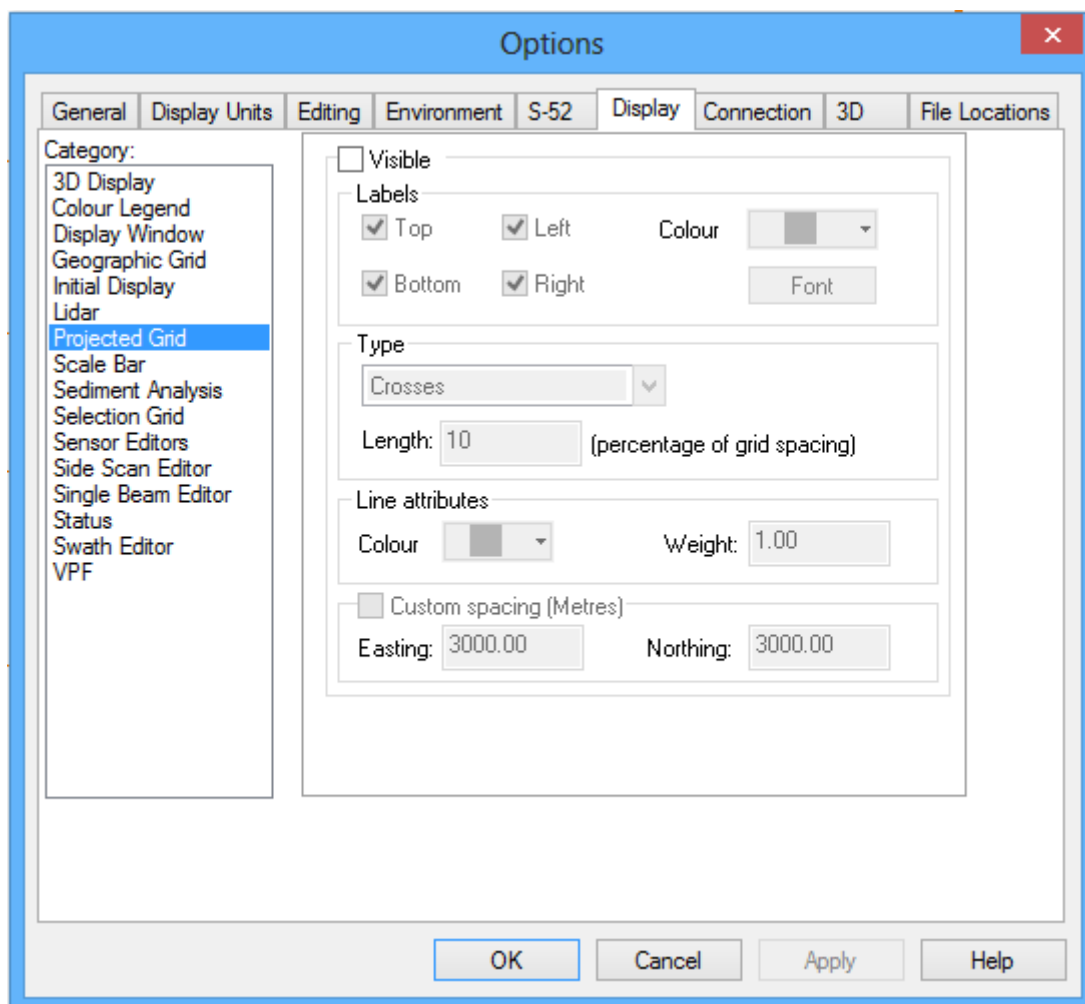 Options
General Display Units Editing Environment S-52 Display Connection 3D File Locations
Category:
3D Display
Colour Legend
Display Window
Geographic Grid
Initial Display
Lidar
Projected Grid
Scale Bar
Sediment Analysis
Selection Grid
Sensor Editors
Side Scan Editor
Single Beam Editor
Status
Swath Editor
VPF
Visible
Labels
Top Left Colour
Bottom Right Font
Type
Crosses
Length: 10 (percentage of grid spacing)
Line attributes
Colour Weight: 1.00
Custom spacing (Metres)
Easting: 3000.00 Northing: 3000.00
OK Cancel Apply Help